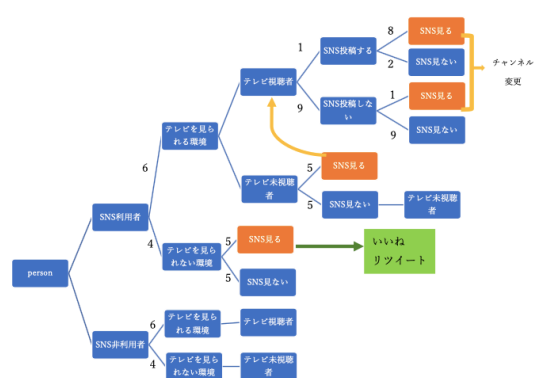 person
SNS利用者
SNS非利用者
6
4
テレビを見ら
れる環境
テレビを見ら
れない環境
テレビ視聴者
テレビ未視聴
者
1
9
SNS投稿する
SNS投稿しな
い
8
2
SNS見る
SNS見ない
1
9
SNS見る
SNS見ない
チャンネル
変更
5
5
SNS見る
SNS見ない
テレビ未視聴
者
5
5
SNS見る
SNS見ない
いいね
リツイート
6
4
テレビを見ら
れる環境
テレビ視聴者
テレビを見ら
れない環境
テレビ未視聴
者